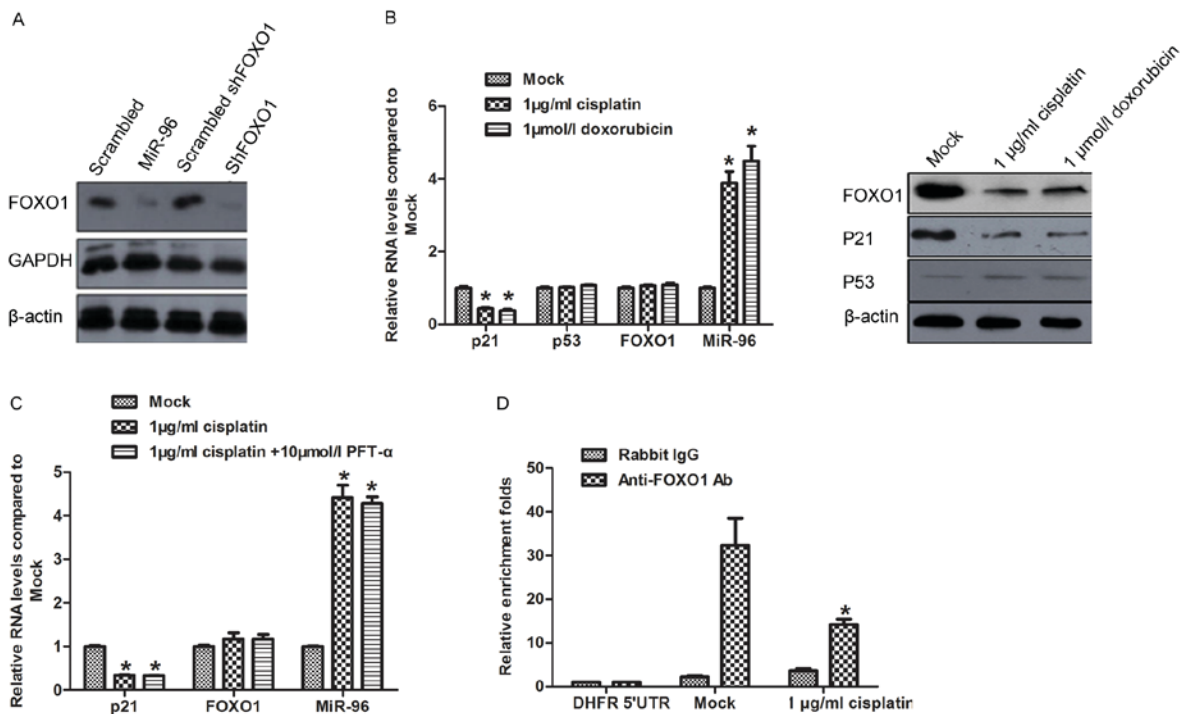 A
Scrambled
MiR-96
Scrambled shFOXO1
ShFOXO1
FOXO1
GAPDH
β-actin
B
Mock
1μg/ml cisplatin
1μmol/l doxorubicin
Relative RNA levels compared to
Mock
6
4
2
0
* *
* *
p21 p53 FOXO1 MiR-96
Mock
1 μg/ml cisplatin
1 μmol/l doxorubicin
FOXO1
P21
P53
β-actin
C
Mock
1μg/ml cisplatin
1μg/ml cisplatin +10μmol/l PFT-α
Relative RNA levels compared to
Mock
5
4
3
2
1
0
* *
* *
p21 FOXO1 MiR-96
D
Rabbit IgG
Anti-FOXO1 Ab
Relative enrichment folds
50
40
30
20
10
0
*
DHFR 5'UTR Mock 1 μg/ml cisplatin